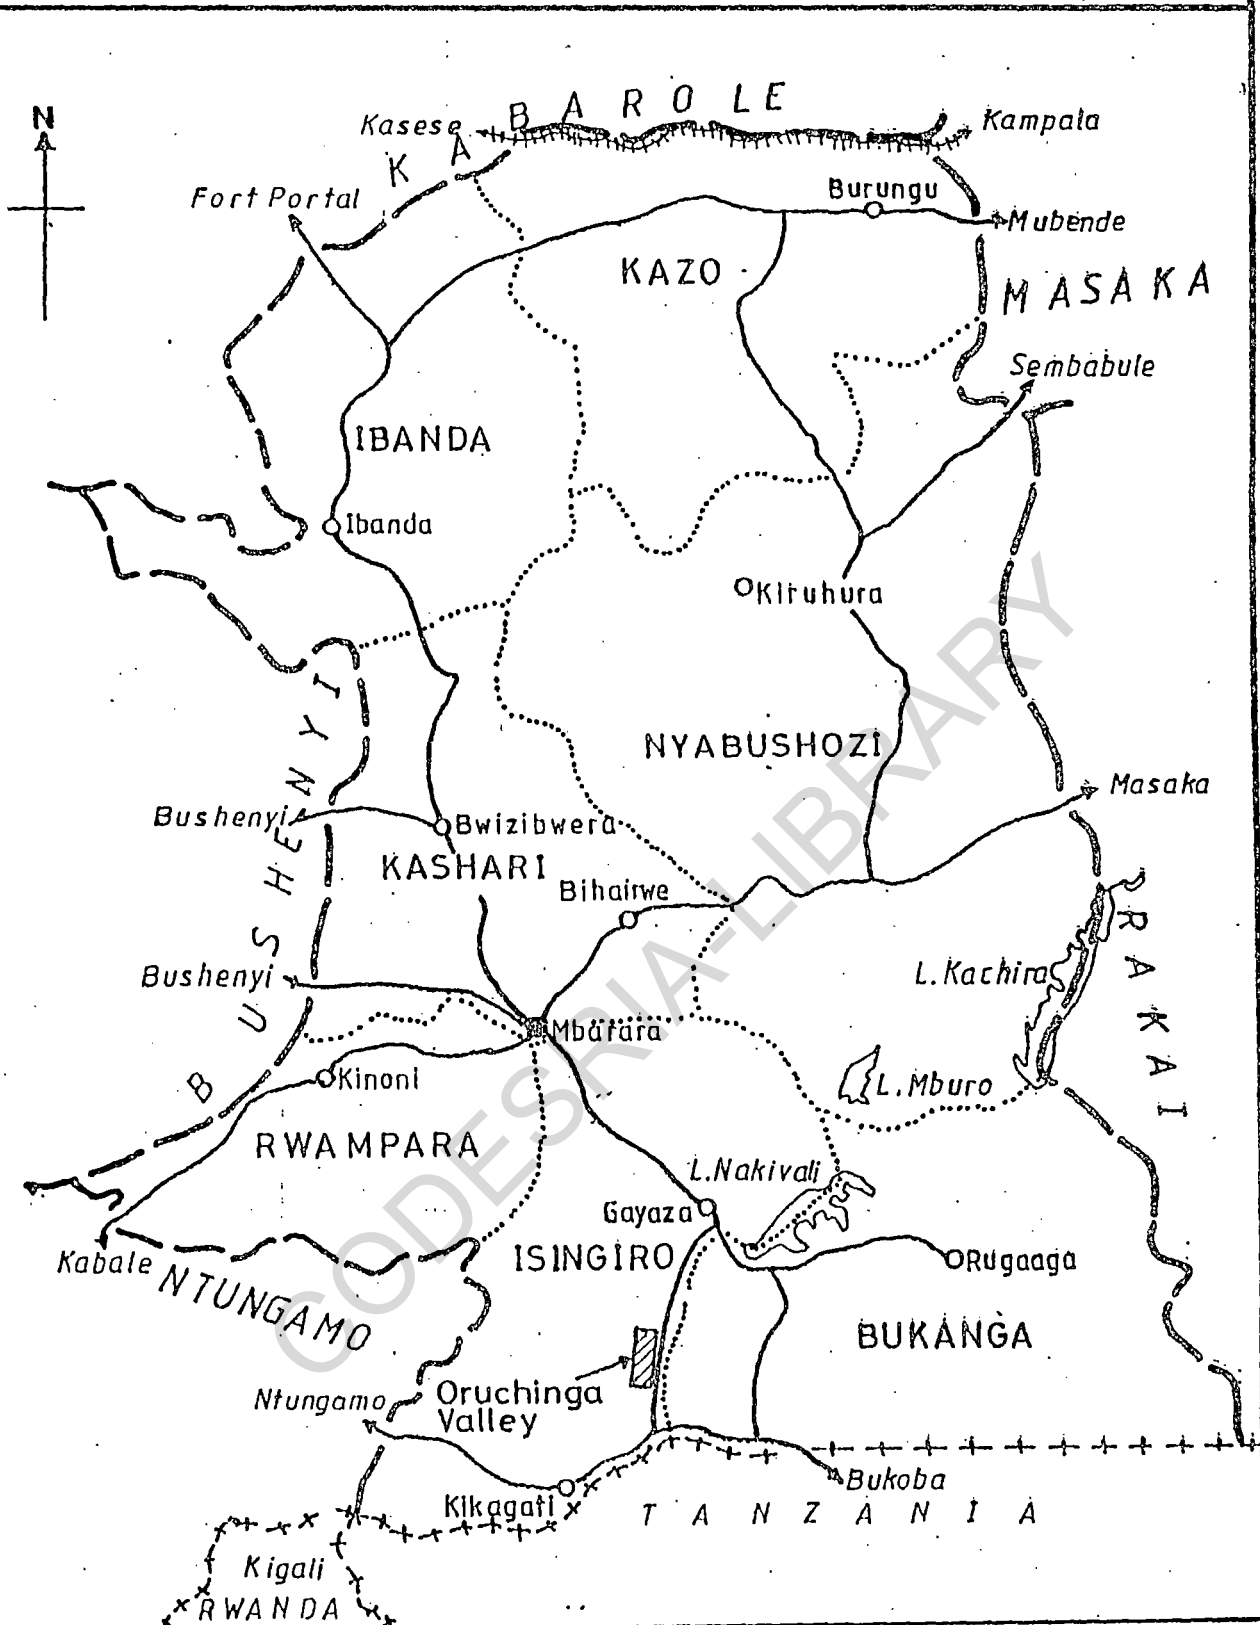 N
KABAROLE
Kasese
Kampala
Fort Portal
Burungu
Mubende
KAZO
MASAKA
Sembabule
IBANDA
Ibanda
Kiruhura
BUSHENYI
NYABUSHOZI
Masaka
Bushenyi
Bwizibwera
KASHARI
Bihairwe
RAKAI
L.Kachira
Bushenyi
Mbarara
Kinoni
L.Mburo
RWAMPARA
L.Nakivali
Gayaza
ISINGIRO
Rugaaga
Kabale
NTUNGAMO
BUKANGA
Ntungamo
Oruchinga
Valley
Bukoba
Kikagati
TANZANIA
Kigali
RWANDA
CODESRIA-LIBRARY